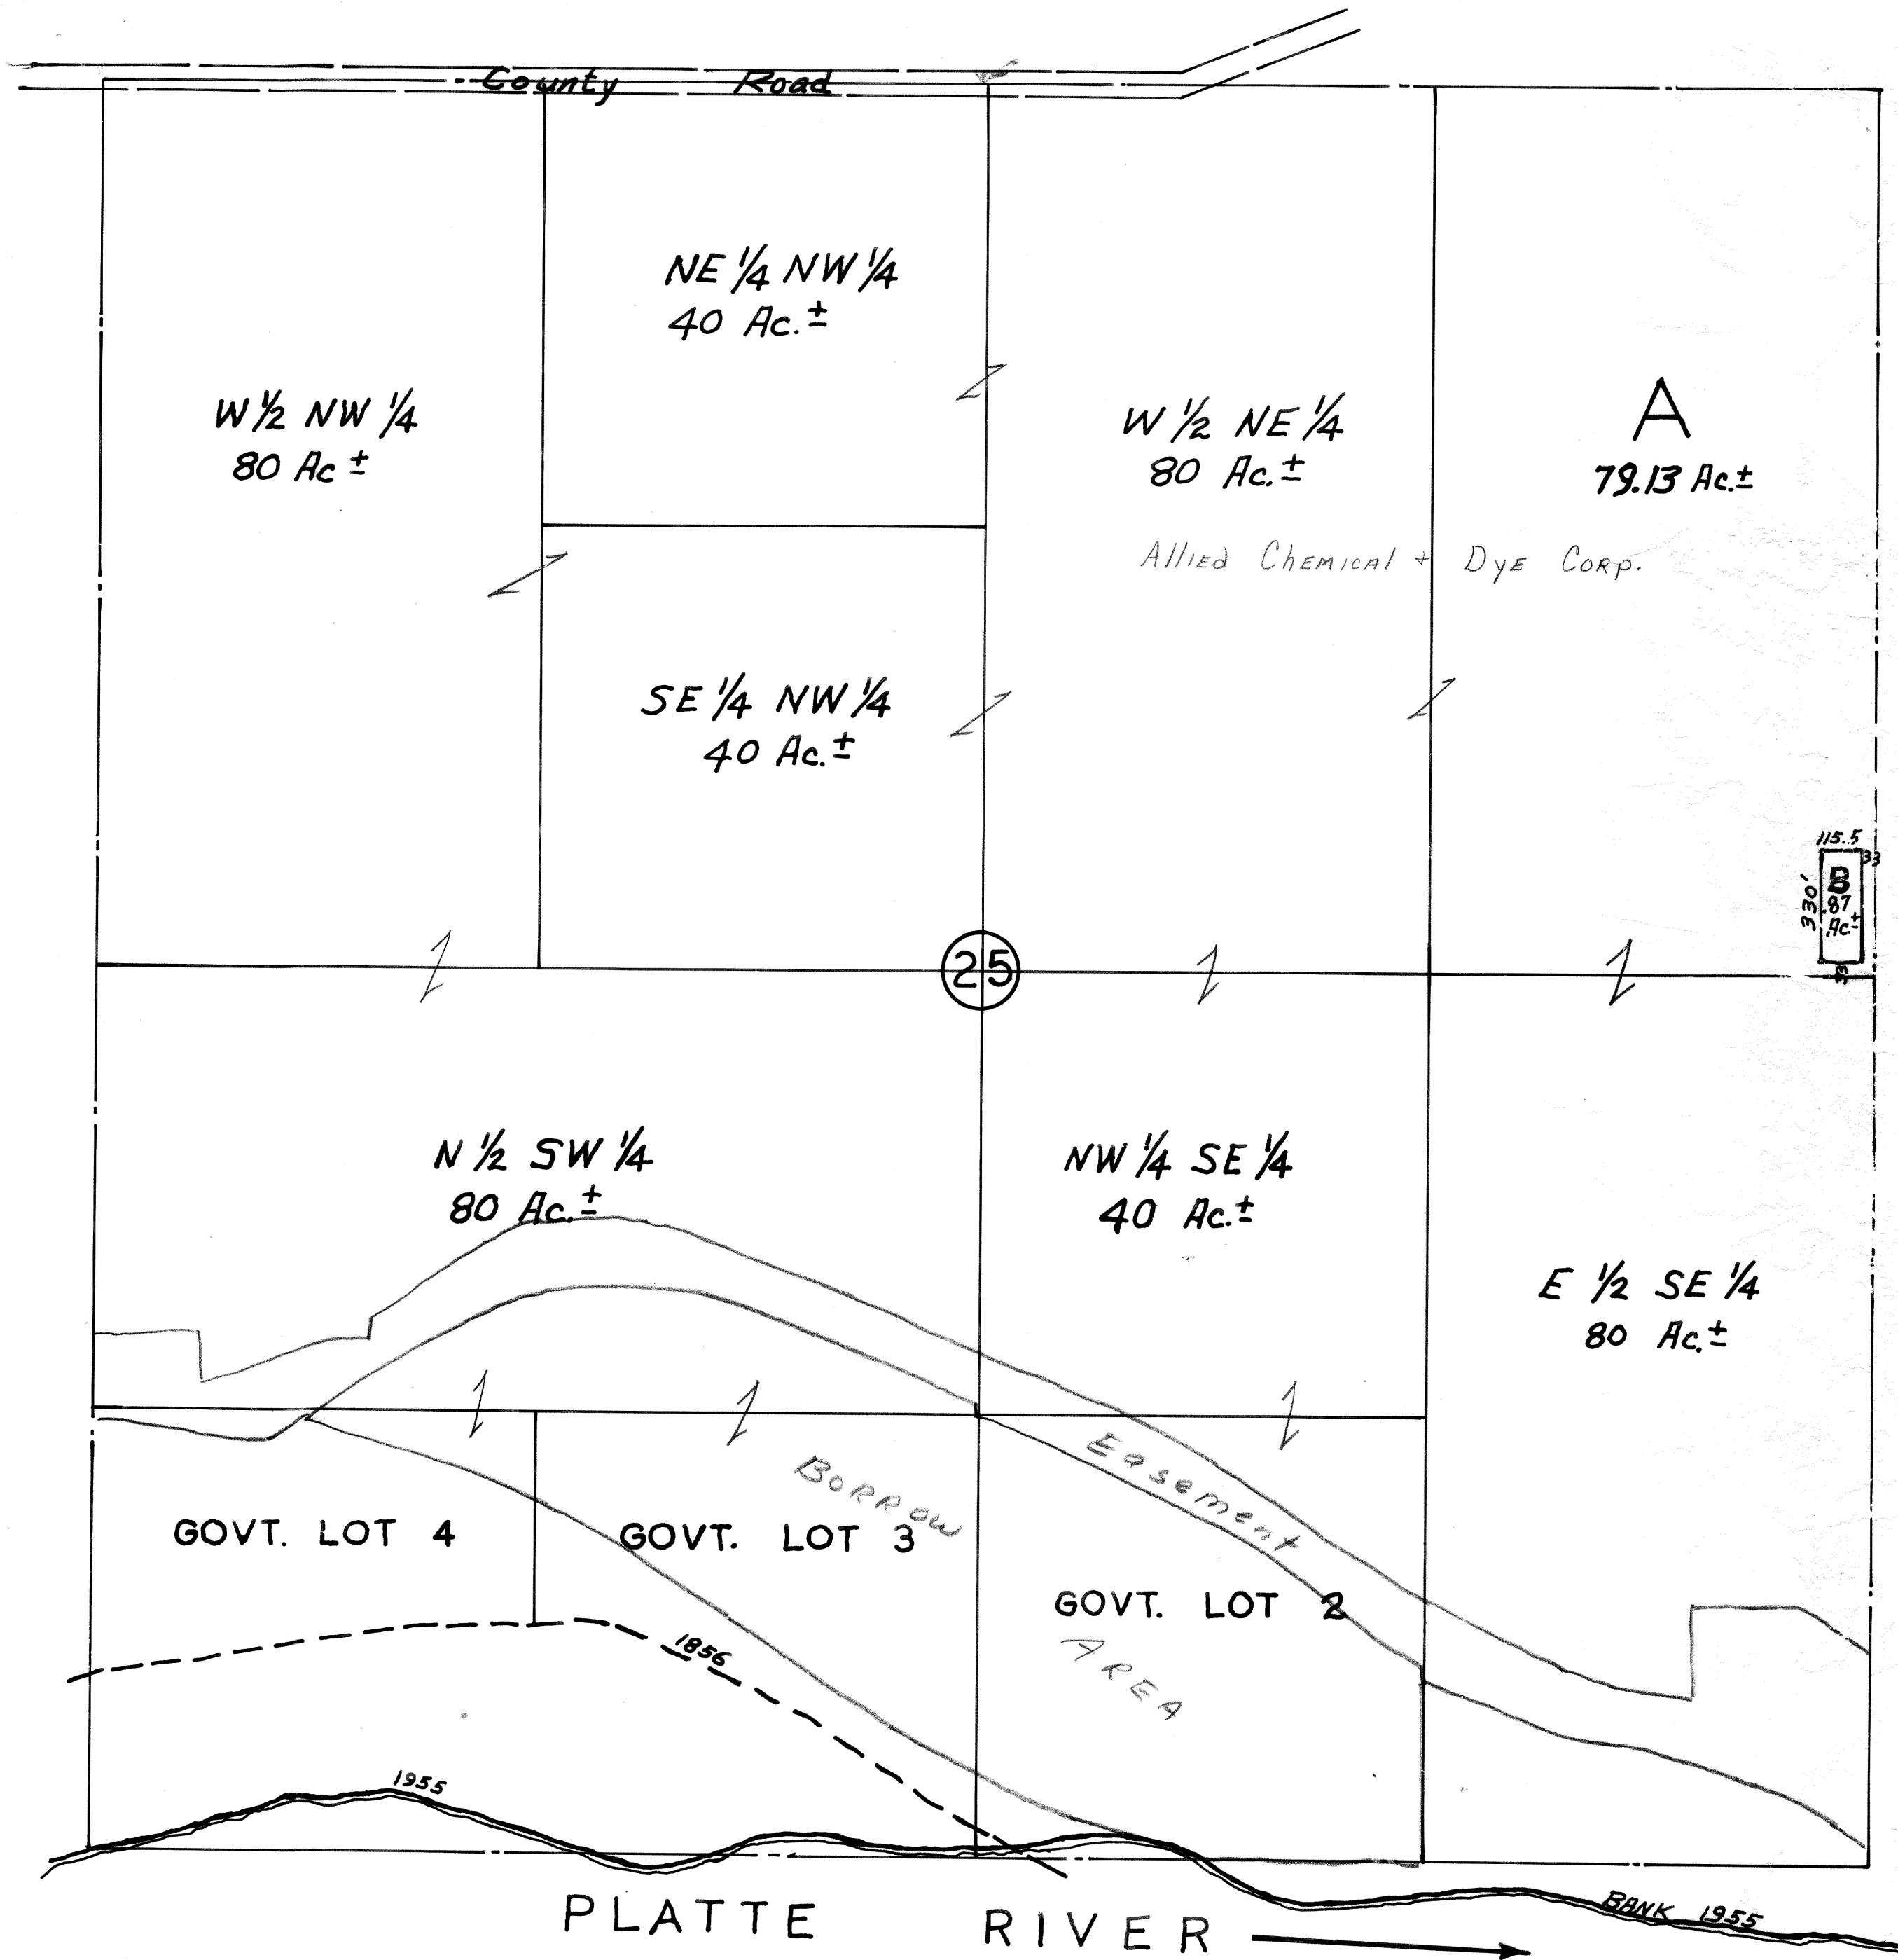 County Road
NE 1/4 NW 1/4
40 Ac. ±
W 1/2 NW 1/4
80 Ac ±
W 1/2 NE 1/4
80 Ac. ±
A
79.13 Ac. ±
Allied Chemical + Dye Corp.
SE 1/4 NW 1/4
40 Ac. ±
115.5
33
330'
B
.87
Ac. ±
33
25
N 1/2 SW 1/4
80 Ac. ±
NW 1/4 SE 1/4
40 Ac. ±
E 1/2 SE 1/4
80 Ac. ±
Easement
BORROW
AREA
GOVT. LOT 4
GOVT. LOT 3
GOVT. LOT 2
1856
1955
BANK 1955
PLATTE RIVER